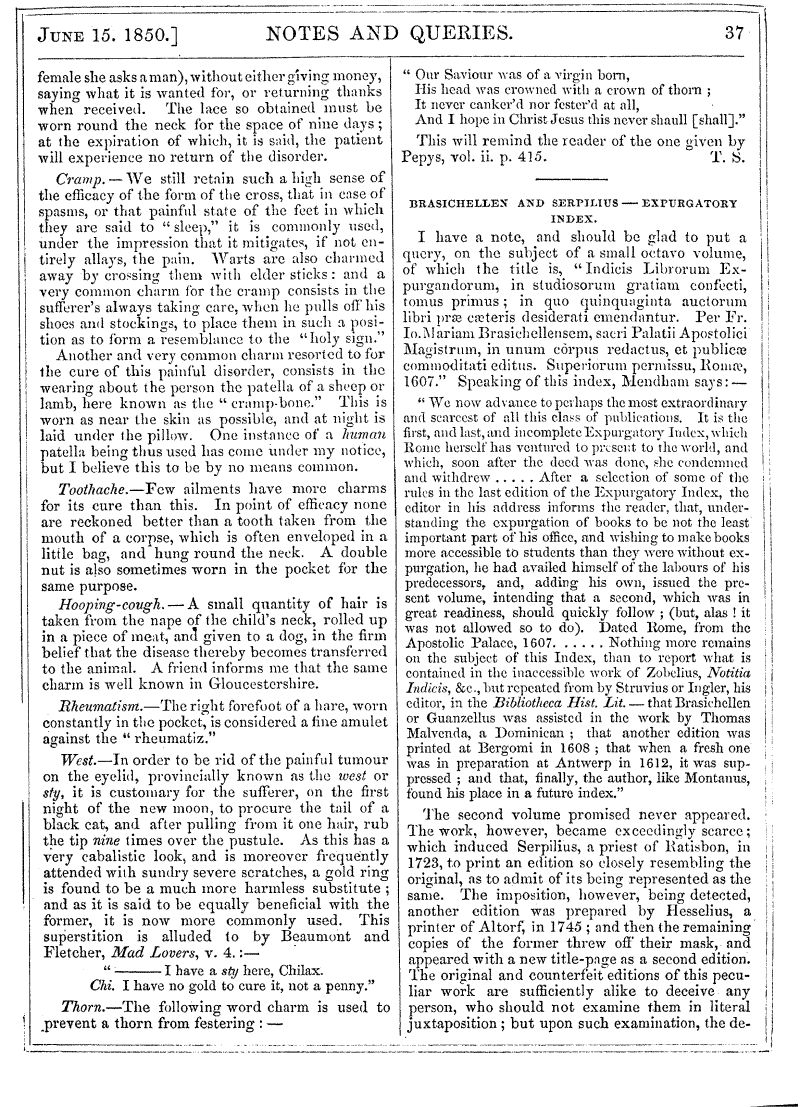 JUNE 15. 1850.] NOTES AND QUERIES. 37
female she asks a man), without either giving money,
saying what it is wanted for, or returning thanks
when received. The lace so obtained must be
worn round the neck for the space of nine days;
at the expiration of which, it is said, the patient
will experience no return of the disorder.
Cramp.—We still retain such a high sense of
the efficacy of the form of the cross, that in case of
spasms, or that painful state of the feet in which
they are said to "sleep," it is commonly used,
under the impression that it mitigates, if not en-
tirely allays, the pain. Warts are also charmed
away by crossing them with elder sticks: and a
very common charm for the cramp consists in the
sufferer's always taking care, when he pulls off his
shoes and stockings, to place them in such a posi-
tion as to form a resemblance to the "holy sign."
Another and very common charm resorted to for
the cure of this painful disorder, consists in the
wearing about the person the patella of a sheep or
lamb, here known as the "cramp-bone." This is
worn as near the skin as possible, and at night is
laid under the pillow. One instance of a human
patella being thus used has come under my notice,
but I believe this to be by no means common.
Toothache.—Few ailments have more charms
for its cure than this. In point of efficacy none
are reckoned better than a tooth taken from the
mouth of a corpse, which is often enveloped in a
little bag, and hung round the neck. A double
nut is also sometimes worn in the pocket for the
same purpose.
Hooping-cough.—A small quantity of hair is
taken from the nape of the child's neck, rolled up
in a piece of meat, and given to a dog, in the firm
belief that the disease thereby becomes transferred
to the animal. A friend informs me that the same
charm is well known in Gloucestershire.
Rheumatism.—The right forefoot of a hare, worn
constantly in the pocket, is considered a fine amulet
against the "rheumatiz."
West.—In order to be rid of the painful tumour
on the eyelid, provincially known as the west or
sty, it is customary for the sufferer, on the first
night of the new moon, to procure the tail of a
black cat, and after pulling from it one hair, rub
the tip nine times over the pustule. As this has a
very cabalistic look, and is moreover frequently
attended with sundry severe scratches, a gold ring
is found to be a much more harmless substitute;
and as it is said to be equally beneficial with the
former, it is now more commonly used. This
superstition is alluded to by Beaumont and
Fletcher, Mad Lovers, v. 4.:—
"——— I have a sty here, Chilax.
Chi. I have no gold to cure it, not a penny."
Thorn.—The following word charm is used to
prevent a thorn from festering:—
"Our Saviour was of a virgin born,
His head was crowned with a crown of thorn;
It never canker'd nor fester'd at all,
And I hope in Christ Jesus this never shaull [shall]."
This will remind the reader of the one given by
Pepys, vol. ii. p. 415. T. S.
BRASICHELLEN AND SERPILIUS—EXPURGATORY
INDEX.
I have a note, and should be glad to put a
query, on the subject of a small octavo volume,
of which the title is, "Indicis Librorum Ex-
purgandorum, in studiosorum gratiam confecti,
tomus primus; in quo quinquaginta auctorum
libri præ cæteris desiderati emendantur. Per Fr.
Io. Mariam Brasichellensem, sacri Palatii Apostolici
Magistrum, in unum côrpus redactus, et publicæ
commoditati editus. Superiorum permissu, Romæ,
1607." Speaking of this index, Mendham says:—
"We now advance to perhaps the most extraordinary
and scarcest of all this class of publications. It is the
first, and last, and incomplete Expurgatory Index, which
Rome herself has ventured to present to the world, and
which, soon after the deed was done, she condemned
and withdrew ..... After a selection of some of the
rules in the last edition of the Expurgatory Index, the
editor in his address informs the reader, that, under-
standing the expurgation of books to be not the least
important part of his office, and wishing to make books
more accessible to students than they were without ex-
purgation, he had availed himself of the labours of his
predecessors, and, adding his own, issued the pre-
sent volume, intending that a second, which was in
great readiness, should quickly follow; (but, alas! it
was not allowed so to do). Dated Rome, from the
Apostolic Palace, 1607. ..... Nothing more remains
on the subject of this Index, than to report what is
contained in the inaccessible work of Zobelius, Notitia
Indicis, &c., but repeated from by Struvius or Ingler, his
editor, in the Bibliotheca Hist. Lit.—that Brasichellen
or Guanzellus was assisted in the work by Thomas
Malvenda, a Dominican; that another edition was
printed at Bergomi in 1608; that when a fresh one
was in preparation at Antwerp in 1612, it was sup-
pressed; and that, finally, the author, like Montanus,
found his place in a future index."
The second volume promised never appeared.
The work, however, became exceedingly scarce;
which induced Serpilius, a priest of Ratisbon, in
1723, to print an edition so closely resembling the
original, as to admit of its being represented as the
same. The imposition, however, being detected,
another edition was prepared by Hesselius, a
printer of Altorf, in 1745; and then the remaining
copies of the former threw off their mask, and
appeared with a new title-page as a second edition.
The original and counterfeit editions of this pecu-
liar work are sufficiently alike to deceive any
person, who should not examine them in literal
juxtaposition; but upon such examination, the de-